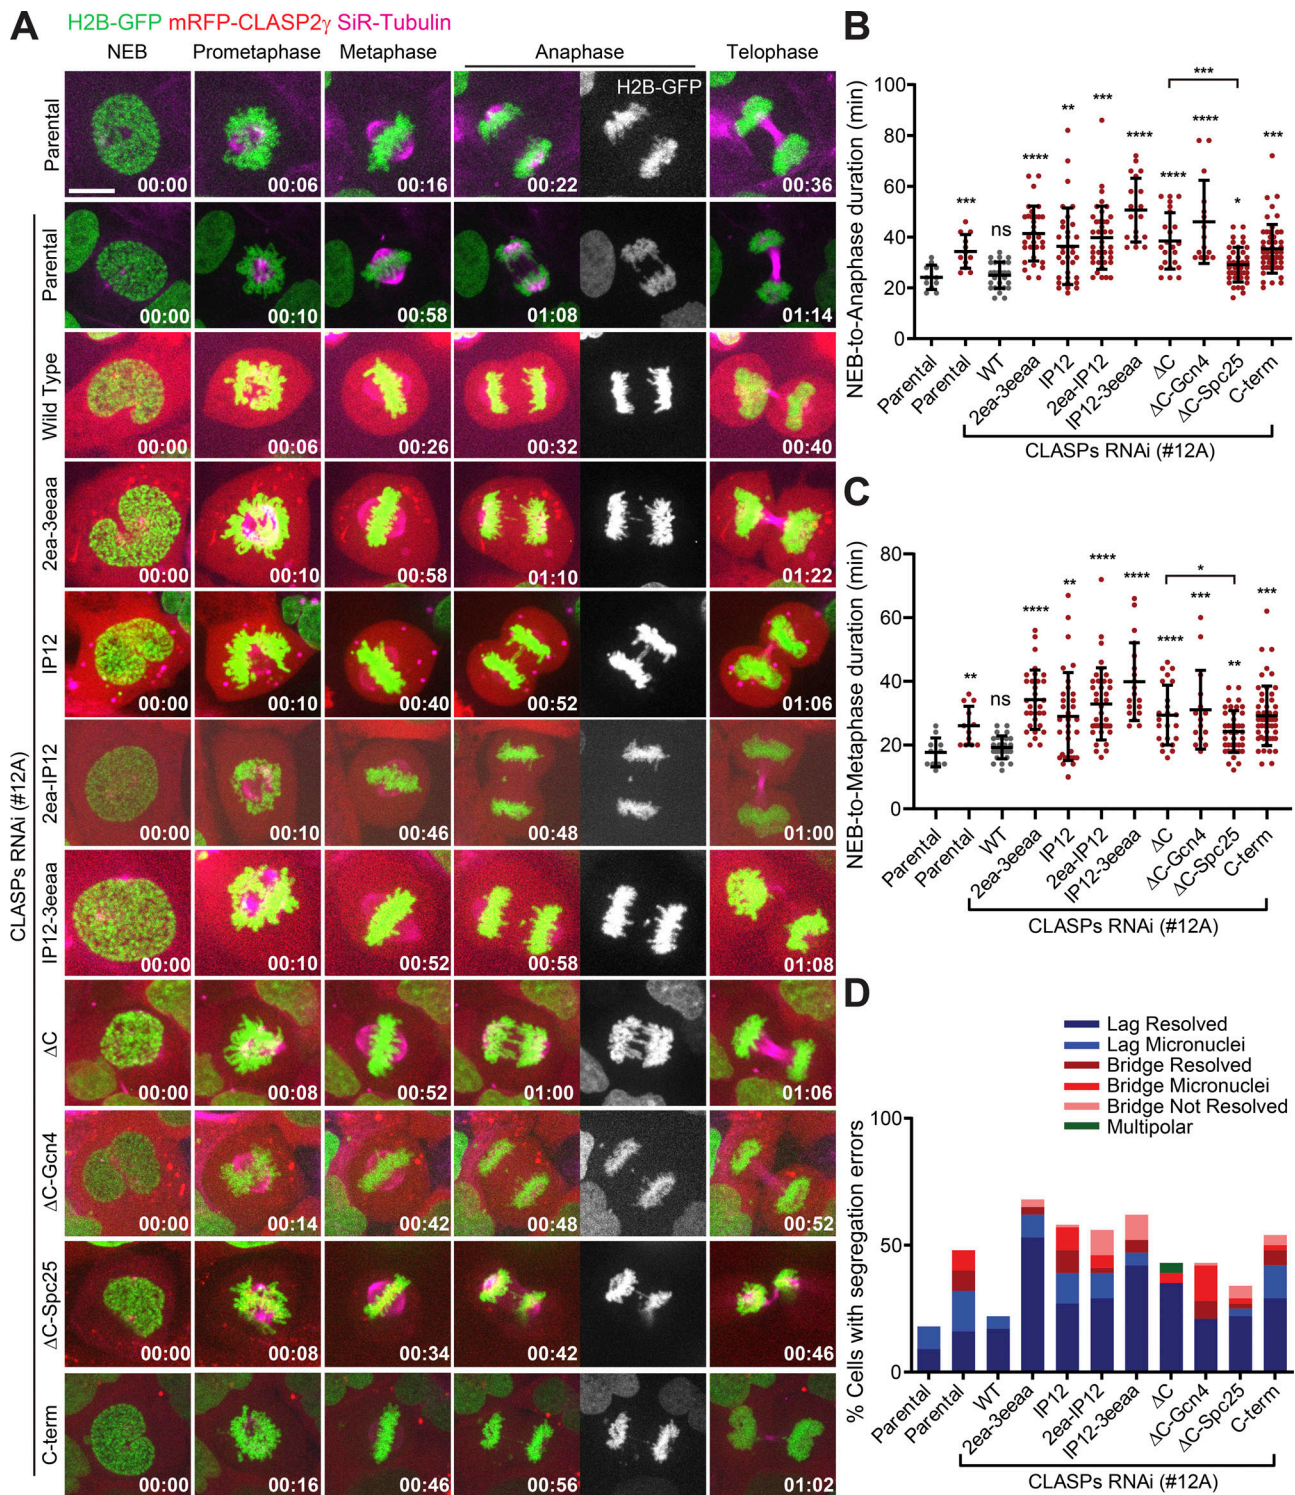 A
H2B-GFP mRFP-CLASP2γ SiR-Tubulin
NEB Prometaphase Metaphase Anaphase Telophase
H2B-GFP
Parental
00:00 00:06 00:16 00:22 00:36
CLASPs RNAi (#12A)
Parental
00:00 00:10 00:58 01:08 01:14
Wild Type
00:00 00:06 00:26 00:32 00:40
2ea-3eeaa
00:00 00:10 00:58 01:10 01:22
IP12
00:00 00:10 00:40 00:52 01:06
2ea-IP12
00:00 00:10 00:46 00:48 01:00
IP12-3eeaa
00:00 00:10 00:52 00:58 01:08
ΔC
00:00 00:08 00:52 01:00 01:06
ΔC-Gcn4
00:00 00:14 00:42 00:48 00:52
ΔC-Spc25
00:00 00:08 00:34 00:42 00:46
C-term
00:00 00:16 00:46 00:56 01:02
B
NEB-to-Anaphase duration (min)
100
80
60
40
20
0
*** ns **** ** *** **** **** **** * ***
***
Parental Parental WT 2ea-3eeaa IP12 2ea-IP12 IP12-3eeaa ΔC ΔC-Gcn4 ΔC-Spc25 C-term
CLASPs RNAi (#12A)
C
NEB-to-Metaphase duration (min)
80
60
40
20
0
** ns **** ** **** **** **** *** ** ***
*
Parental Parental WT 2ea-3eeaa IP12 2ea-IP12 IP12-3eeaa ΔC ΔC-Gcn4 ΔC-Spc25 C-term
CLASPs RNAi (#12A)
D
Lag Resolved
Lag Micronuclei
Bridge Resolved
Bridge Micronuclei
Bridge Not Resolved
Multipolar
% Cells with segregation errors
100
50
0
Parental Parental WT 2ea-3eeaa IP12 2ea-IP12 IP12-3eeaa ΔC ΔC-Gcn4 ΔC-Spc25 C-term
CLASPs RNAi (#12A)